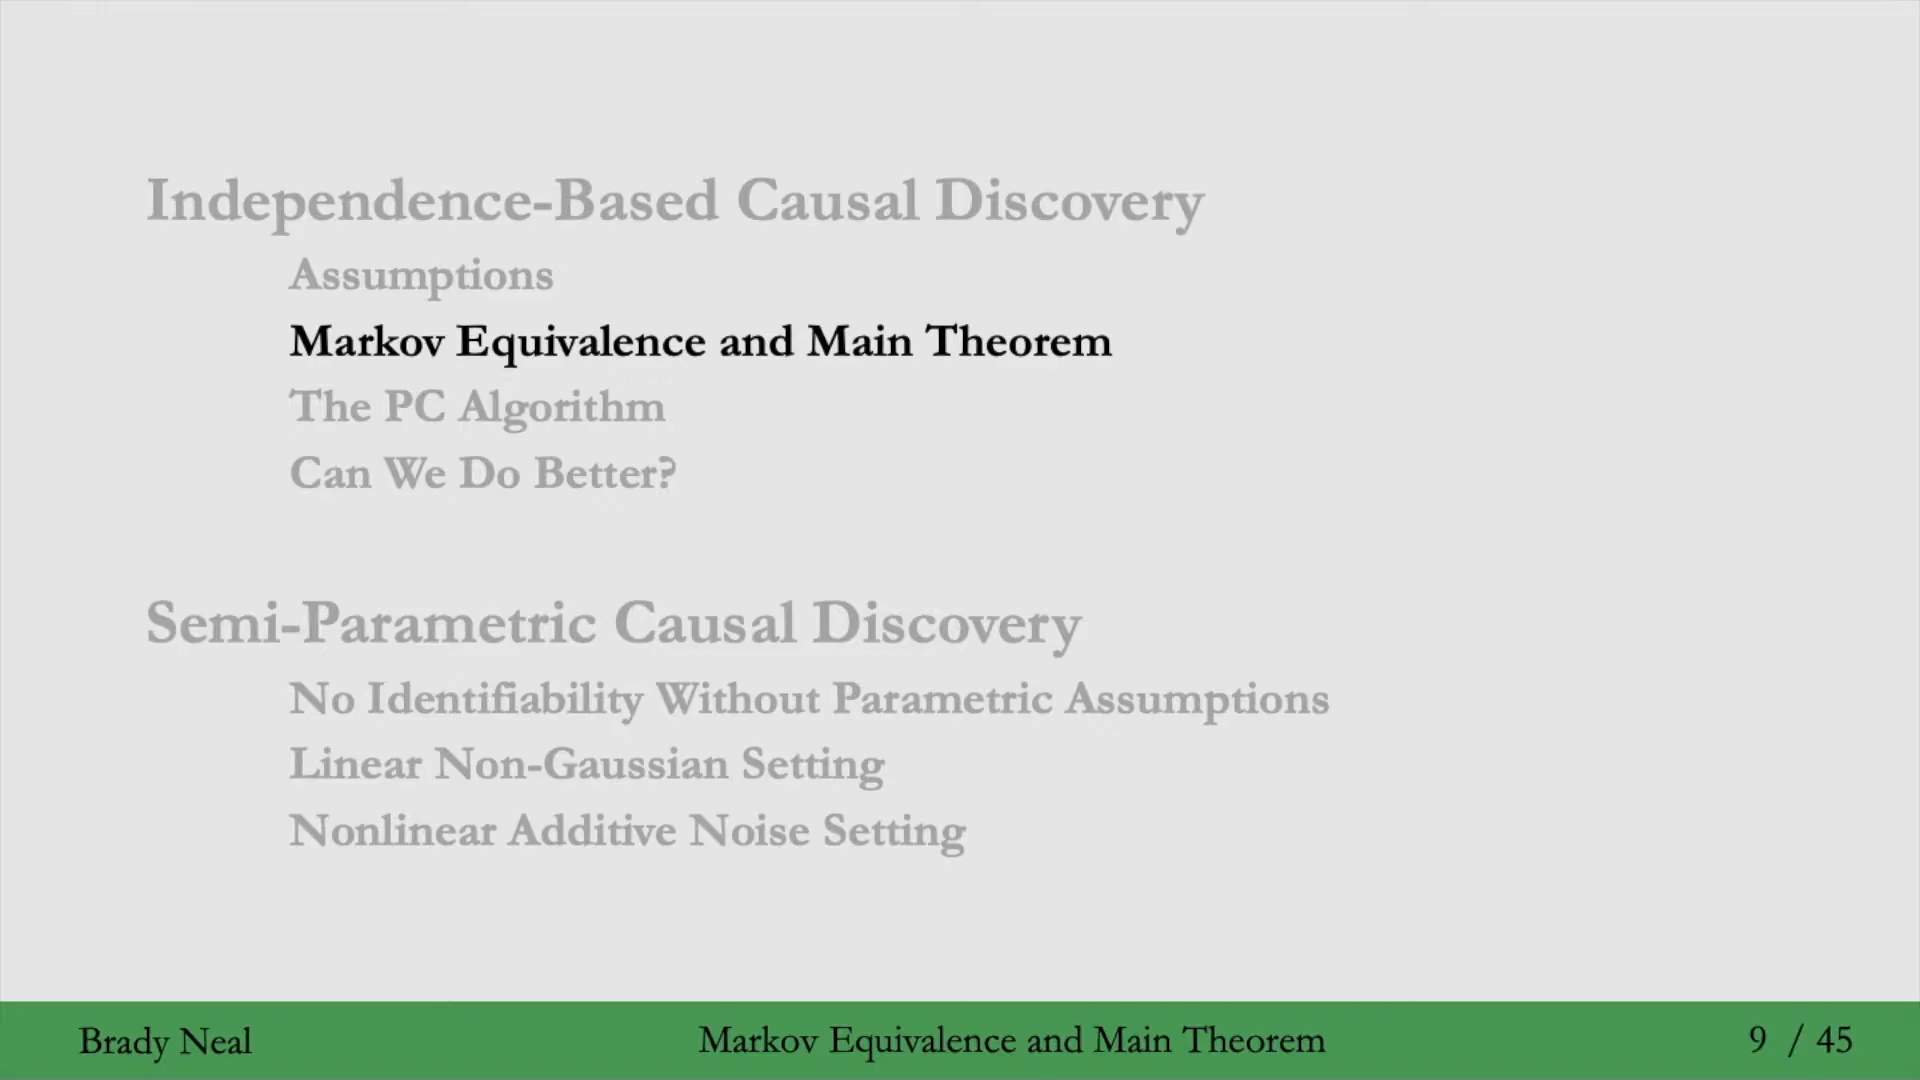 Independence-Based Causal Discovery
Assumptions
Markov Equivalence and Main Theorem
The PC Algorithm
Can We Do Better?
Semi-Parametric Causal Discovery
No Identifiability Without Parametric Assumptions
Linear Non-Gaussian Setting
Nonlinear Additive Noise Setting
Brady Neal
Markov Equivalence and Main Theorem
9 / 45